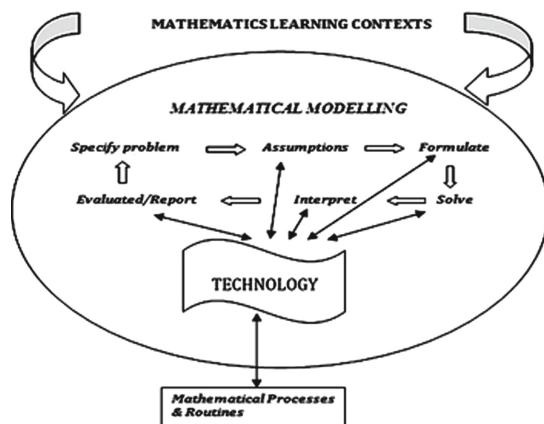 MATHEMATICS LEARNING CONTEXTS
MATHEMATICAL MODELLING
Specify problem Assumptions Formulate
Evaluated/Report Interpret Solve
TECHNOLOGY
Mathematical Processes
& Routines